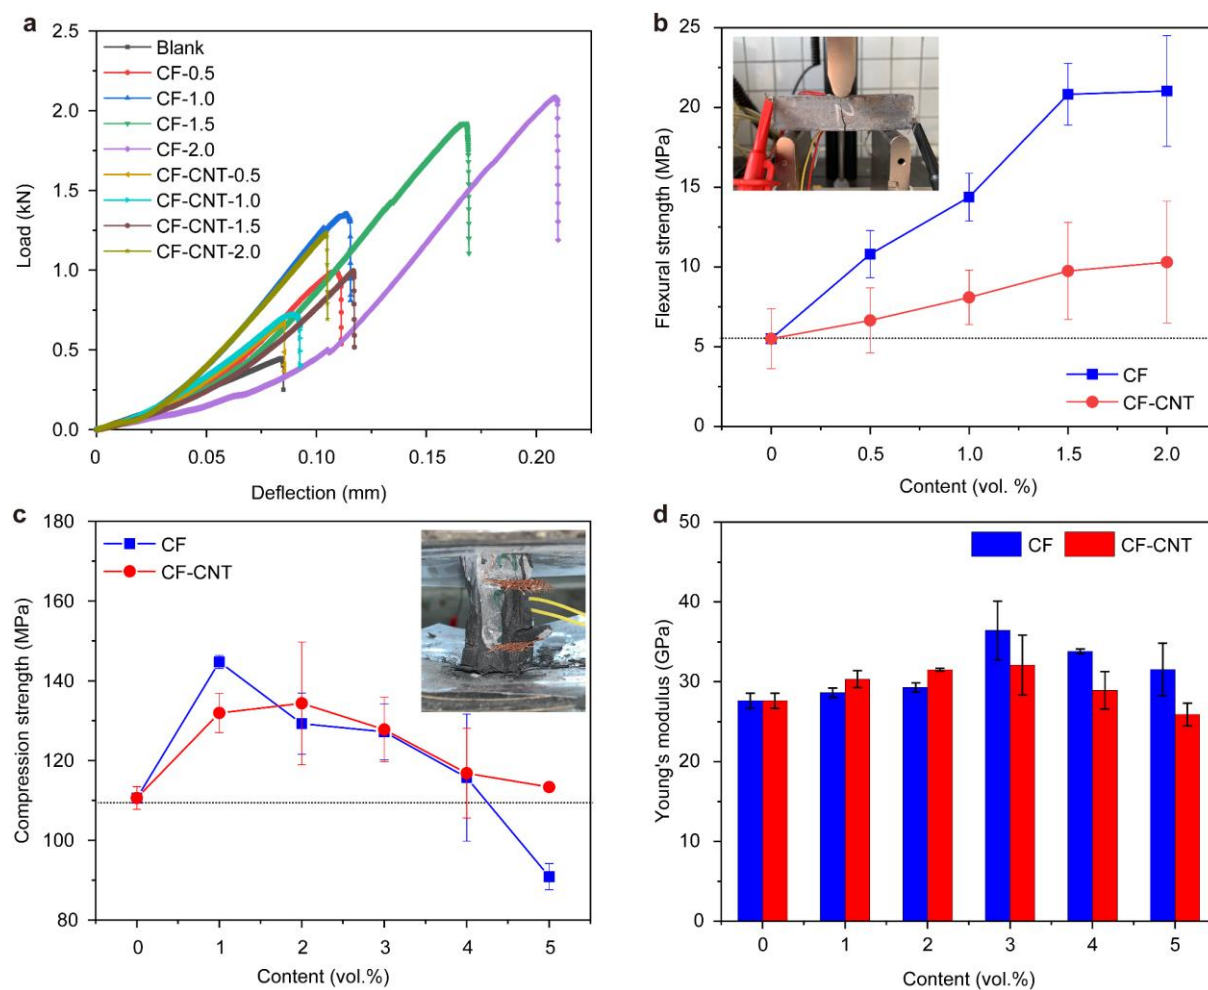 a
2.5
2.0
1.5
1.0
0.5
0.0
Load (kN)
Blank
CF-0.5
CF-1.0
CF-1.5
CF-2.0
CF-CNT-0.5
CF-CNT-1.0
CF-CNT-1.5
CF-CNT-2.0
0 0.05 0.10 0.15 0.20
Deflection (mm)
b
25
20
15
10
5
0
Flexural strength (MPa)
CF
CF-CNT
0 0.5 1.0 1.5 2.0
Content (vol. %)
c
180
160
140
120
100
80
Compression strength (MPa)
CF
CF-CNT
0 1 2 3 4 5
Content (vol.%)
d
50
40
30
20
10
0
Young's modulus (GPa)
CF CF-CNT
0 1 2 3 4 5
Content (vol.%)